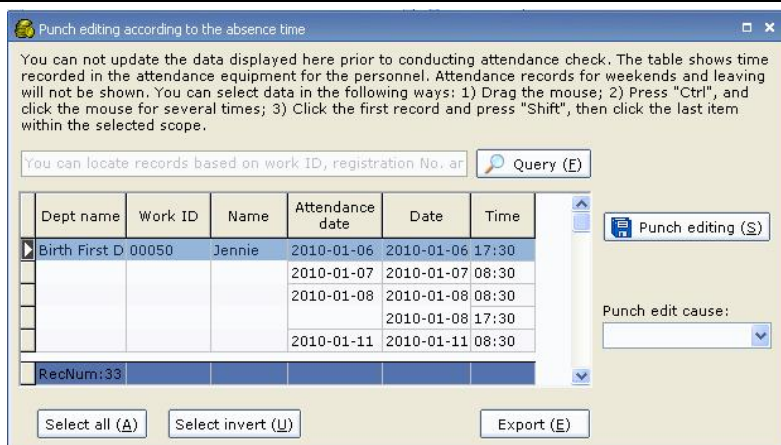 Punch editing according to the absence time
You can not update the data displayed here prior to conducting attendance check. The table shows time
recorded in the attendance equipment for the personnel. Attendance records for weekends and leaving
will not be shown. You can select data in the following ways: 1) Drag the mouse; 2) Press "Ctrl", and
click the mouse for several times; 3) Click the first record and press "Shift", then click the last item
within the selected scope.
You can locate records based on work ID, registration No. ar Query (F)
Dept name Work ID Name Attendance date Date Time
Birth First D 00050 Jennie 2010-01-06 2010-01-06 17:30
2010-01-07 2010-01-07 08:30
2010-01-08 2010-01-08 08:30
2010-01-08 17:30
2010-01-11 2010-01-11 08:30
RecNum:33
Punch editing (S)
Punch edit cause:
Select all (A) Select invert (U) Export (E)